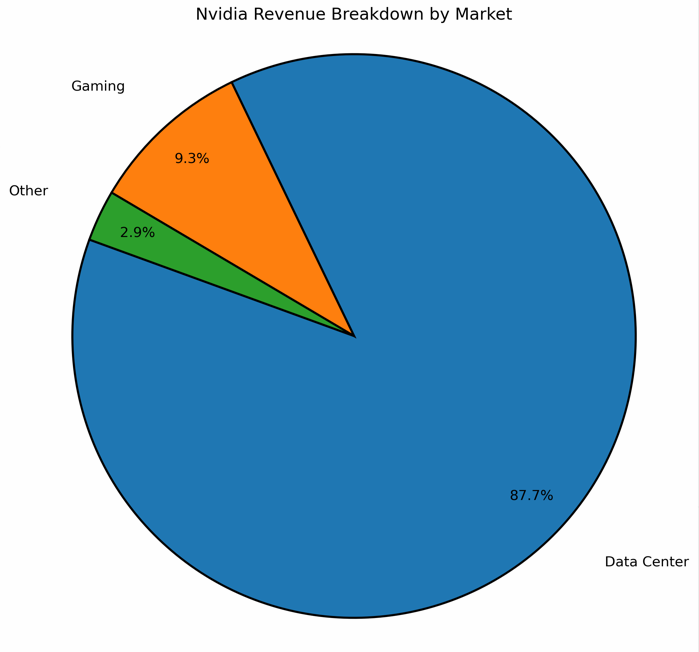 Nvidia Revenue Breakdown by Market
Gaming
9.3%
Other
2.9%
87.7%
Data Center